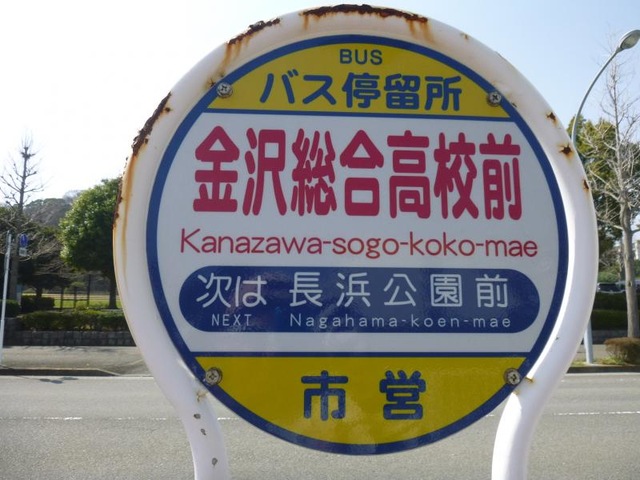 BUS
バス停留所
金沢総合高校前
Kanazawa-sogo-koko-mae
次は 長浜公園前
NEXT Nagahama-koen-mae
市営